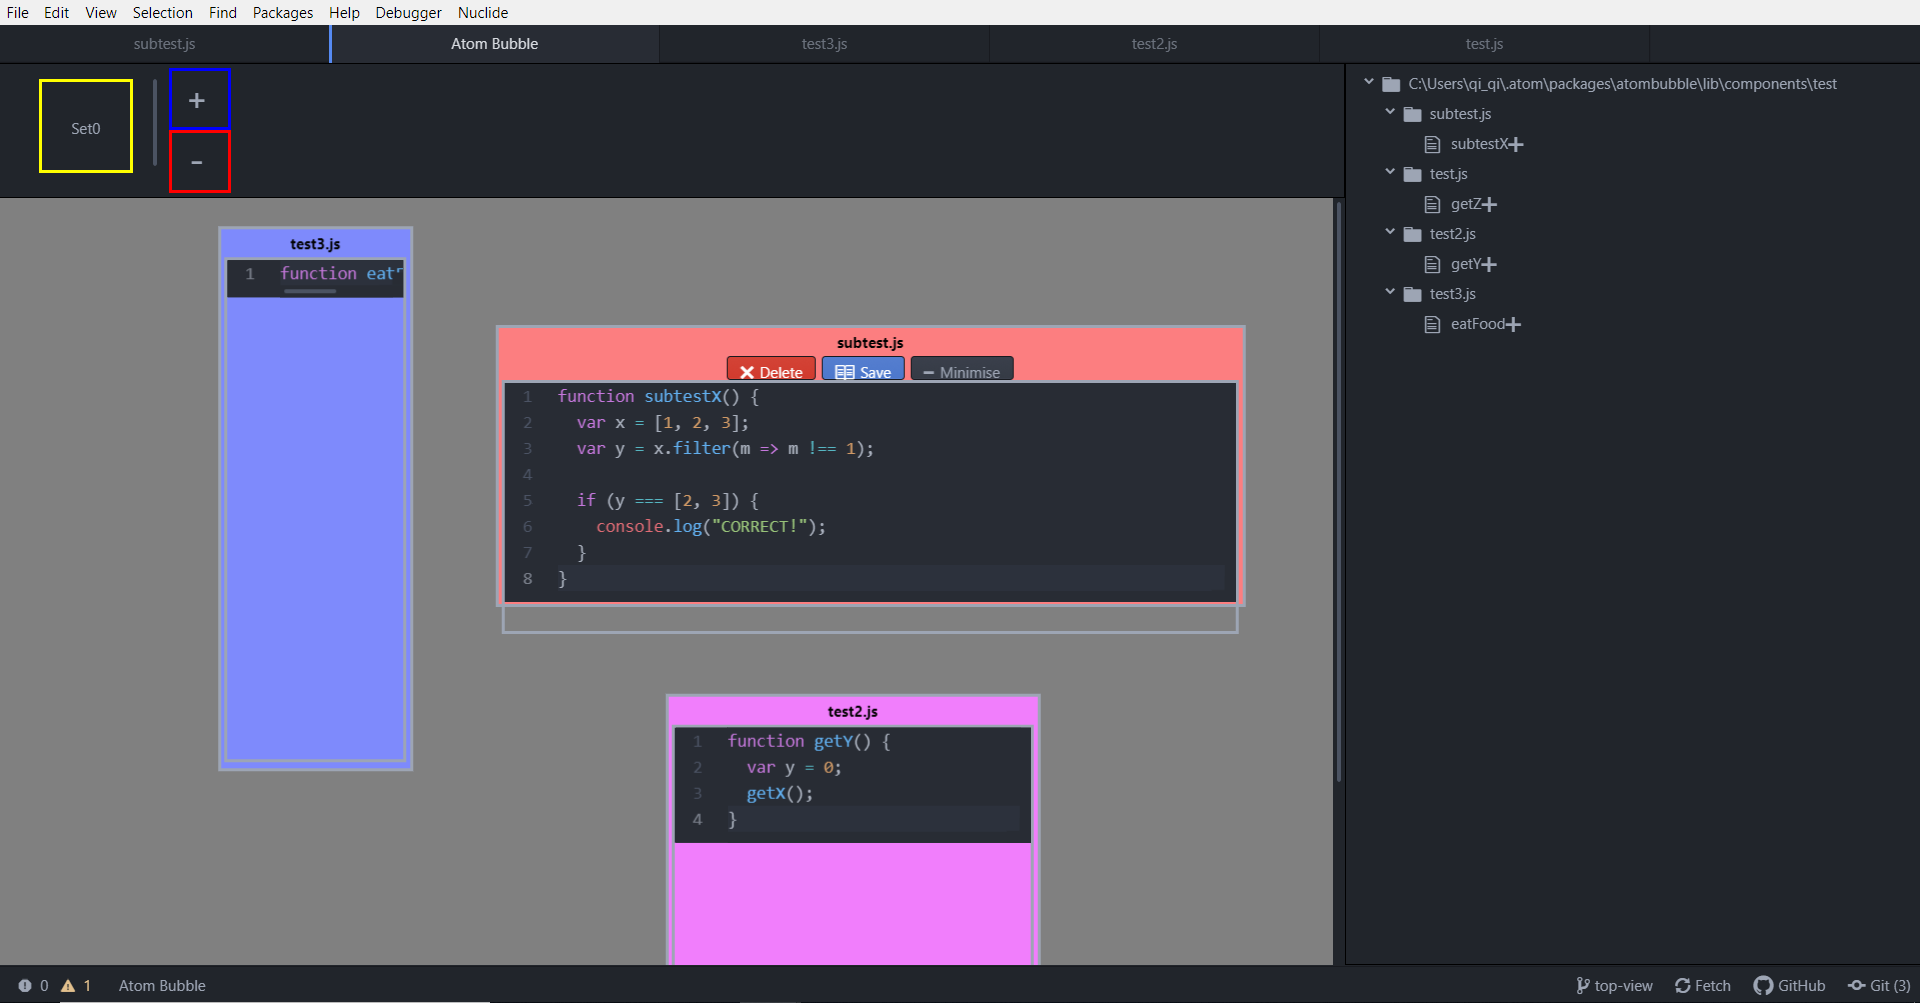 File Edit View Selection Find Packages Help Debugger Nuclide
subtest.js Atom Bubble test3.js test2.js test.js
Set0
+
-
C:\Users\qi_qi\.atom\packages\atombubble\lib\components\test
subtest.js
subtestX
test.js
getZ
test2.js
getY
test3.js
eatFood
test3.js
1 function eat
subtest.js
Delete Save Minimise
1 function subtestX() {
2 var x = [1, 2, 3];
3 var y = x.filter(m => m !== 1);
4
5 if (y === [2, 3]) {
6 console.log("CORRECT!");
7 }
8 }
test2.js
1 function getY() {
2 var y = 0;
3 getX();
4 }
0 1 Atom Bubble top-view Fetch GitHub Git (3)